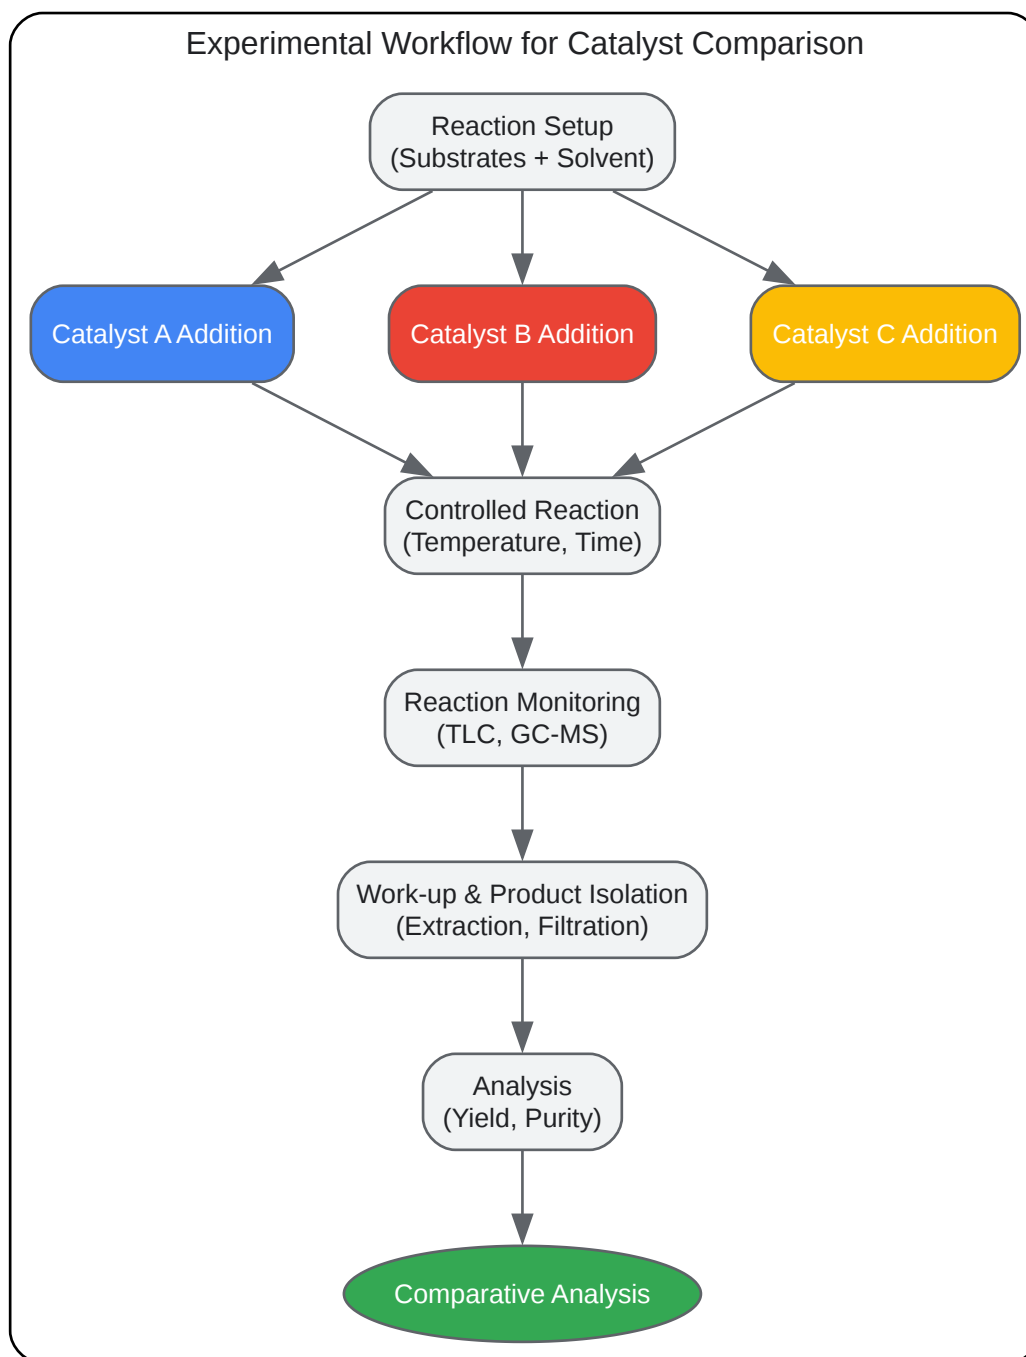 Experimental Workflow for Catalyst Comparison
Reaction Setup
(Substrates + Solvent)
Catalyst A Addition
Catalyst B Addition
Catalyst C Addition
Controlled Reaction
(Temperature, Time)
Reaction Monitoring
(TLC, GC-MS)
Work-up & Product Isolation
(Extraction, Filtration)
Analysis
(Yield, Purity)
Comparative Analysis